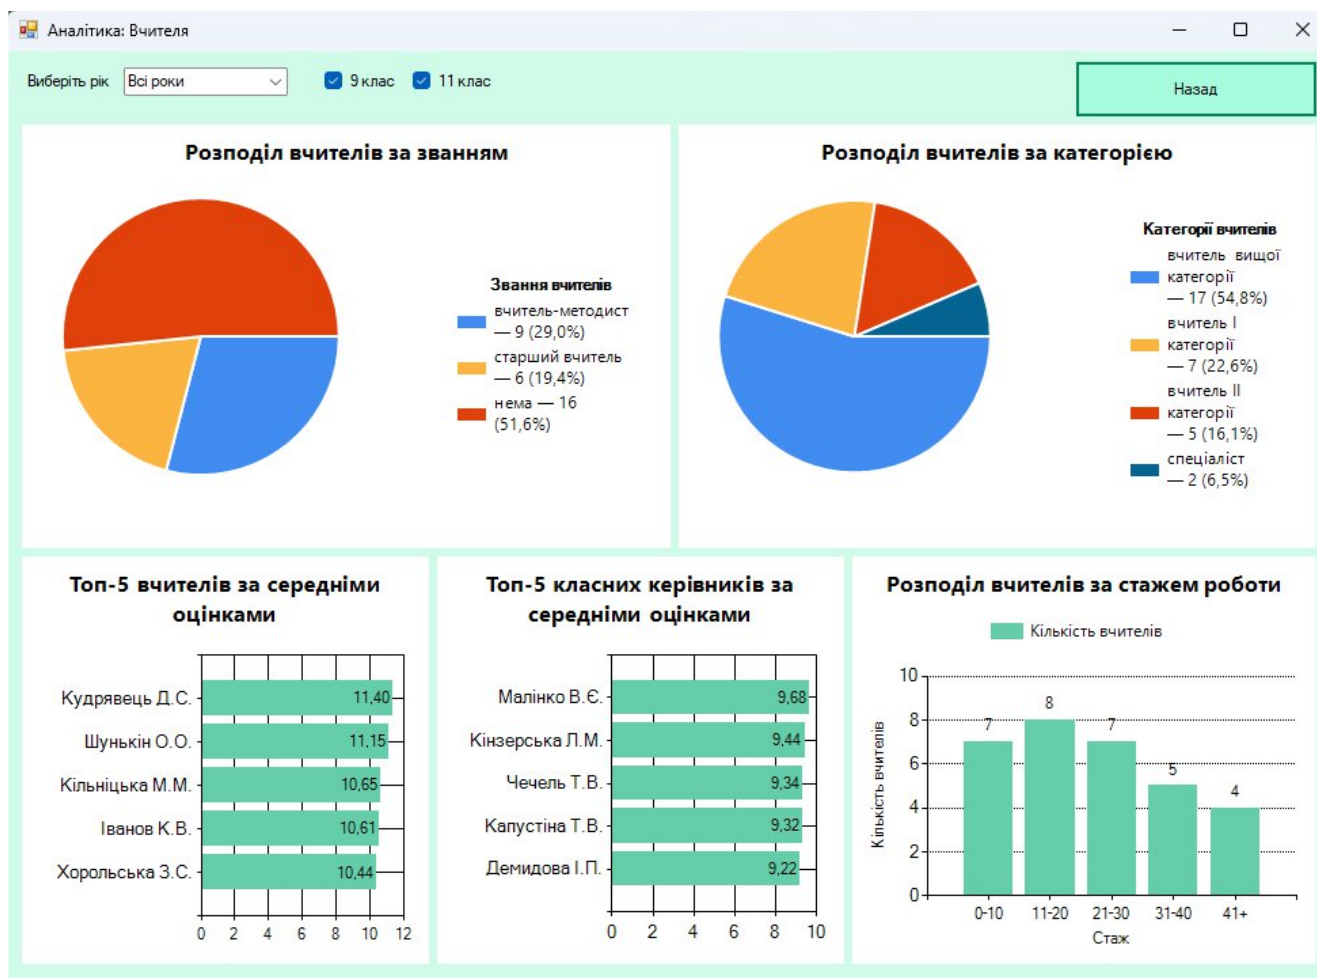 Аналітика: Вчителя
Виберіть рік
Всі роки
9 клас
11 клас
Назад
Розподіл вчителів за званням
Звання вчителів
вчитель-методист
— 9 (29,0%)
старший вчитель
— 6 (19,4%)
нема — 16
(51,6%)
Розподіл вчителів за категорією
Категорії вчителів
вчитель вищої
категорії
— 17 (54,8%)
вчитель I
категорії
— 7 (22,6%)
вчитель II
категорії
— 5 (16,1%)
спеціаліст
— 2 (6,5%)
Топ-5 вчителів за середніми
оцінками
Кудрявець Д.С.
11,40
Шунькін О.О.
11,15
Кільніцька М.М.
10,65
Іванов К.В.
10,61
Хорольська З.С.
10,44
0 2 4 6 8 10 12
Топ-5 класних керівників за
середніми оцінками
Малінко В.Є.
9,68
Кінзерська Л.М.
9,44
Чечель Т.В.
9,34
Капустіна Т.В.
9,32
Демидова І.П.
9,22
0 2 4 6 8 10
Розподіл вчителів за стажем роботи
Кількість вчителів
Кількість вчителів
10
8
6
4
2
0
7
8
7
5
4
0-10 11-20 21-30 31-40 41+
Стаж